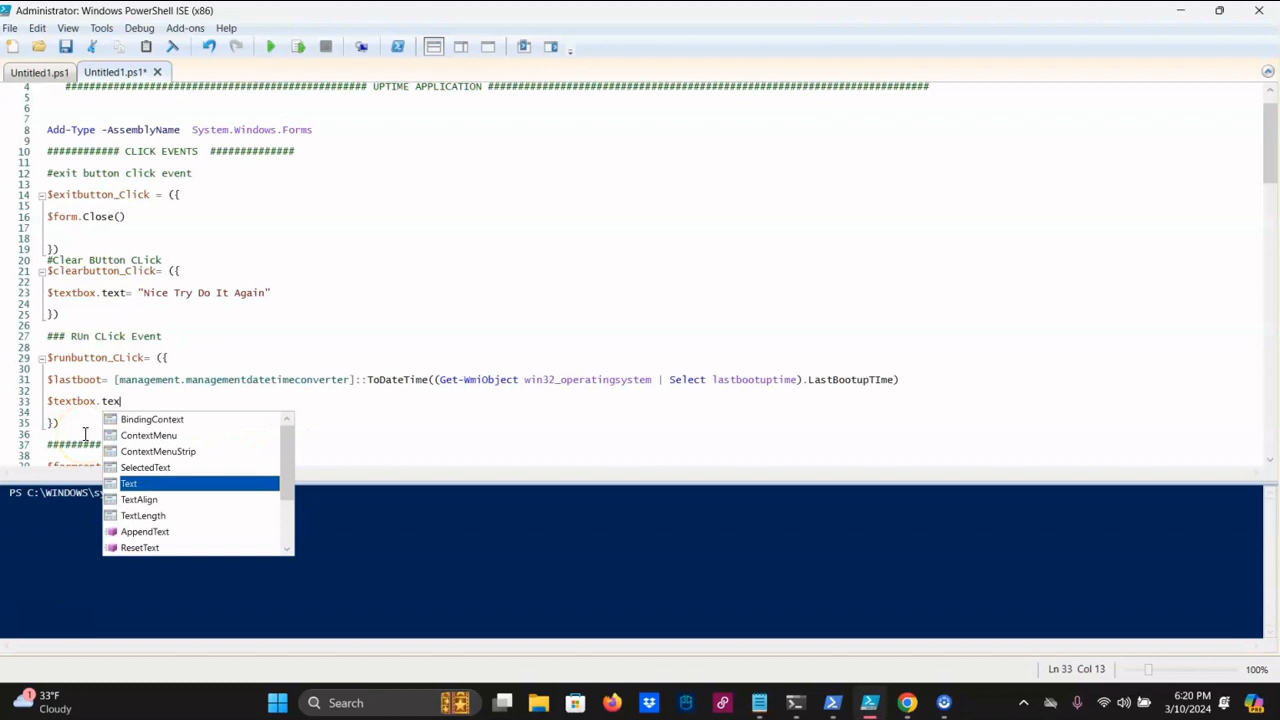 Administrator: Windows PowerShell ISE (x86)
File Edit View Tools Debug Add-ons Help
Untitled1.ps1 Untitled1.ps1*
4 ################################################## UPTIME APPLICATION #########################################################################
5
6
7
8 Add-Type -AssemblyName System.Windows.Forms
9
10 ############ CLICK EVENTS ##############
11
12 #exit button click event
13
14 $exitbutton_Click = ({
15
16 $form.Close()
17
18
19 })
20 #Clear BUtton CLick
21 $clearbutton_Click= ({
22
23 $textbox.text= "Nice Try Do It Again"
24
25 })
26
27 ### RUn CLick Event
28
29 $runbutton_CLick= ({
30
31 $lastboot= [management.managementdatetimeconverter]::ToDateTime((Get-WmiObject win32_operatingsystem | Select lastbootuptime).LastBootupTIme)
32
33 $textbox.tex
34
35 })
36
37 #########
38
BindingContext
ContextMenu
ContextMenuStrip
SelectedText
Text
TextAlign
TextLength
AppendText
ResetText
PS C:\WINDOWS\s
Ln 33 Col 13 100%
1
33°F
Cloudy
Search
6:20 PM
3/10/2024